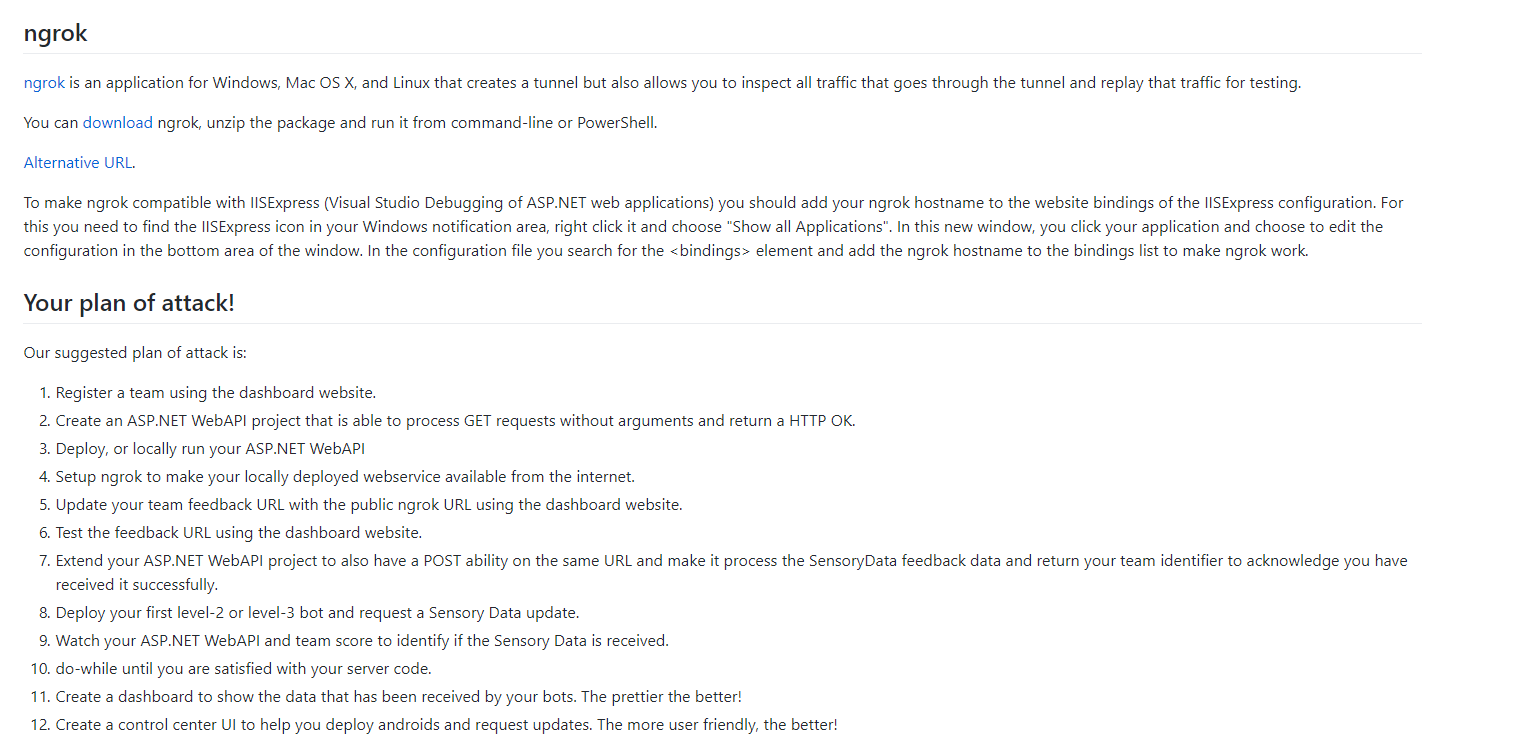 ngrok
ngrok is an application for Windows, Mac OS X, and Linux that creates a tunnel but also allows you to inspect all traffic that goes through the tunnel and replay that traffic for testing.
You can download ngrok, unzip the package and run it from command-line or PowerShell.
Alternative URL.
To make ngrok compatible with IISExpress (Visual Studio Debugging of ASP.NET web applications) you should add your ngrok hostname to the website bindings of the IISExpress configuration. For
this you need to find the IISExpress icon in your Windows notification area, right click it and choose "Show all Applications". In this new window, you click your application and choose to edit the
configuration in the bottom area of the window. In the configuration file you search for the <bindings> element and add the ngrok hostname to the bindings list to make ngrok work.
Your plan of attack!
Our suggested plan of attack is:
1. Register a team using the dashboard website.
2. Create an ASP.NET WebAPI project that is able to process GET requests without arguments and return a HTTP OK.
3. Deploy, or locally run your ASP.NET WebAPI
4. Setup ngrok to make your locally deployed webservice available from the internet.
5. Update your team feedback URL with the public ngrok URL using the dashboard website.
6. Test the feedback URL using the dashboard website.
7. Extend your ASP.NET WebAPI project to also have a POST ability on the same URL and make it process the SensoryData feedback data and return your team identifier to acknowledge you have
received it successfully.
8. Deploy your first level-2 or level-3 bot and request a Sensory Data update.
9. Watch your ASP.NET WebAPI and team score to identify if the Sensory Data is received.
10. do-while until you are satisfied with your server code.
11. Create a dashboard to show the data that has been received by your bots. The prettier the better!
12. Create a control center UI to help you deploy androids and request updates. The more user friendly, the better!